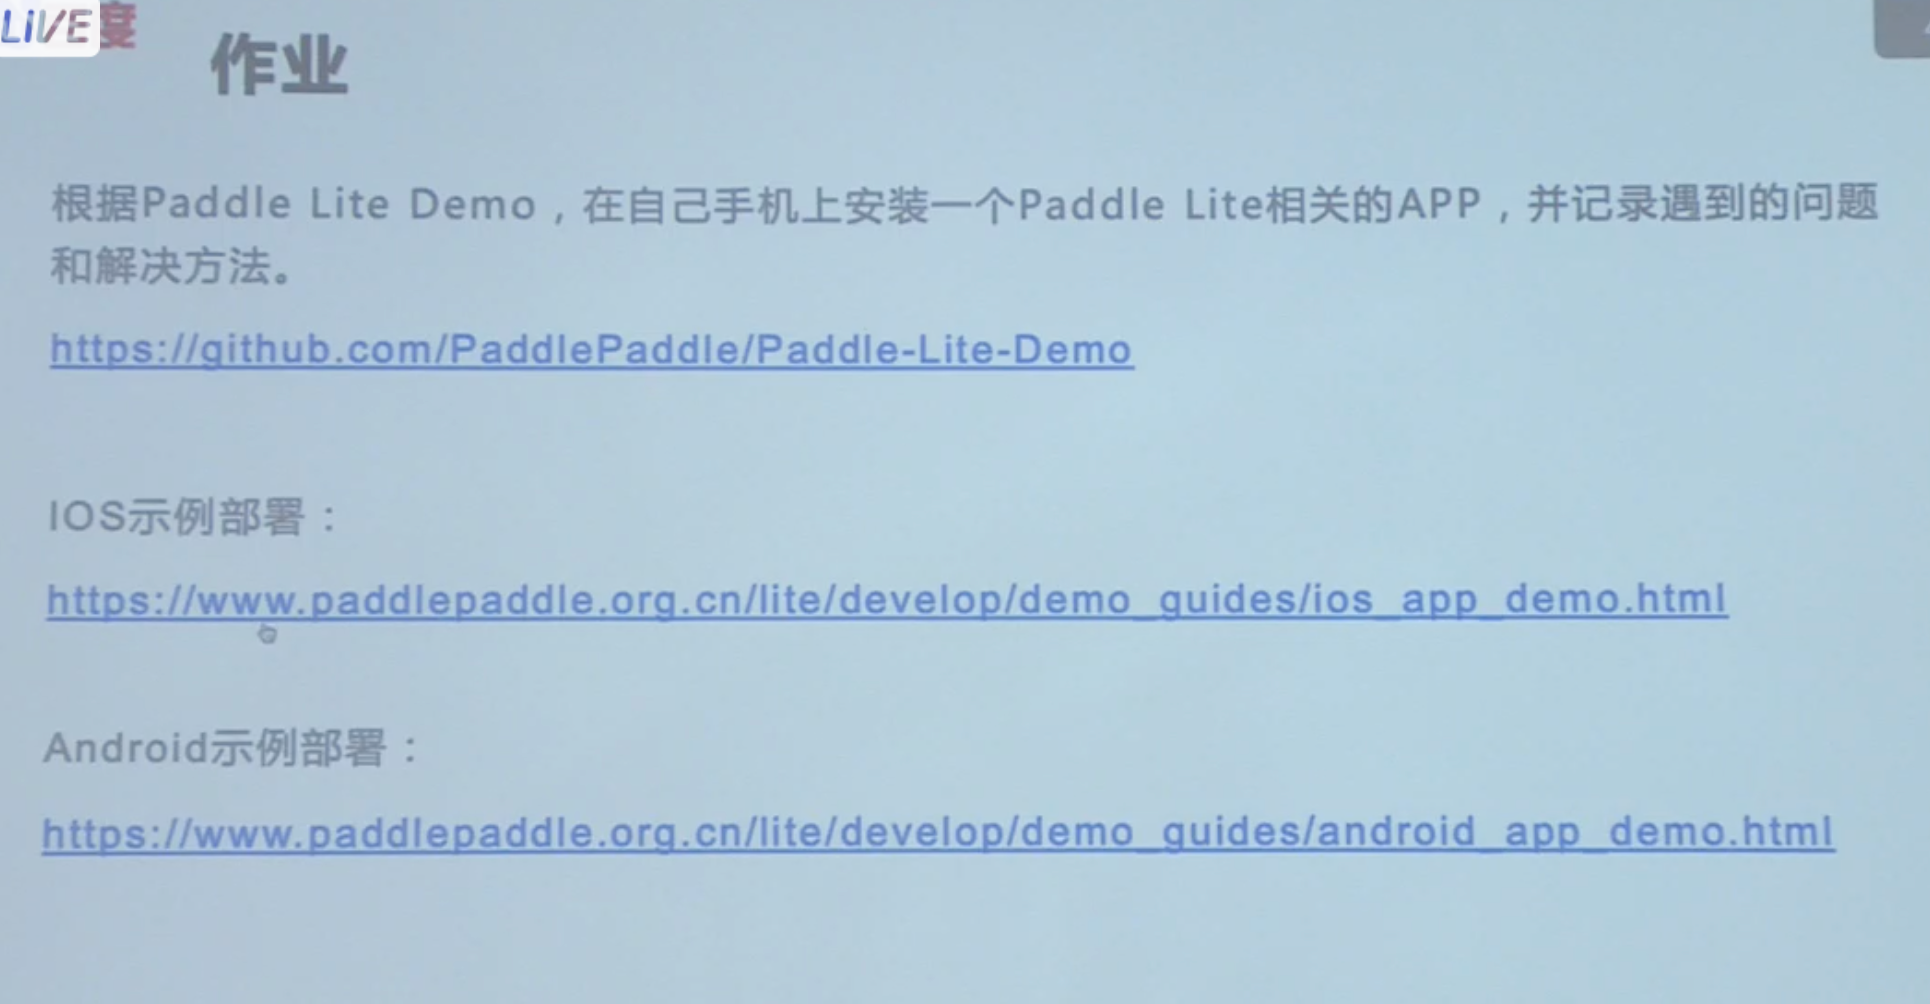 LiVE
度
作业
根据Paddle Lite Demo，在自己手机上安装一个Paddle Lite相关的APP，并记录遇到的问题
和解决方法。
https://github.com/PaddlePaddle/Paddle-Lite-Demo
IOS示例部署：
https://www.paddlepaddle.org.cn/lite/develop/demo_guides/ios_app_demo.html
Android示例部署：
https://www.paddlepaddle.org.cn/lite/develop/demo_guides/android_app_demo.html